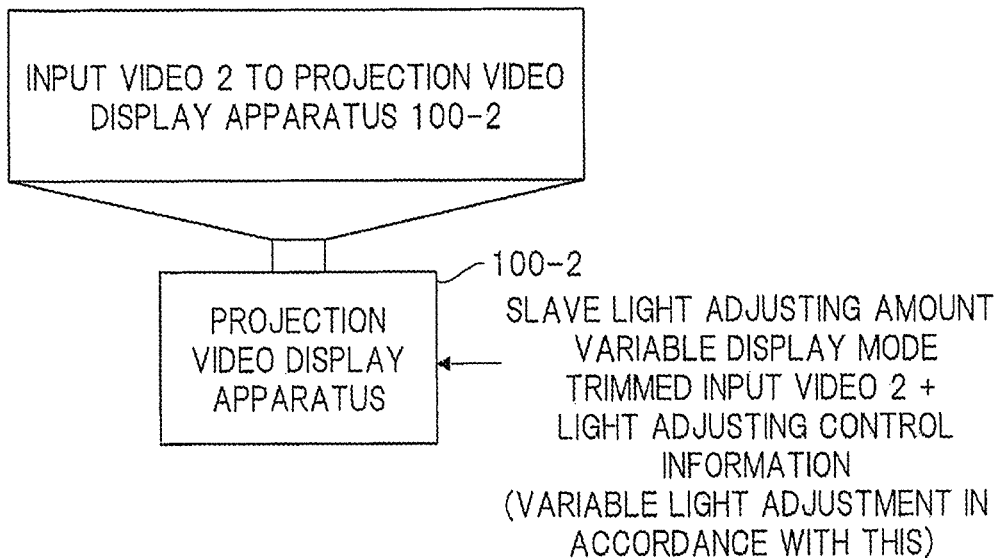 INPUT VIDEO 2 TO PROJECTION VIDEO
DISPLAY APPARATUS 100-2
100-2
PROJECTION
VIDEO DISPLAY
APPARATUS
SLAVE LIGHT ADJUSTING AMOUNT
VARIABLE DISPLAY MODE
TRIMMED INPUT VIDEO 2 +
LIGHT ADJUSTING CONTROL
INFORMATION
(VARIABLE LIGHT ADJUSTMENT IN
ACCORDANCE WITH THIS)